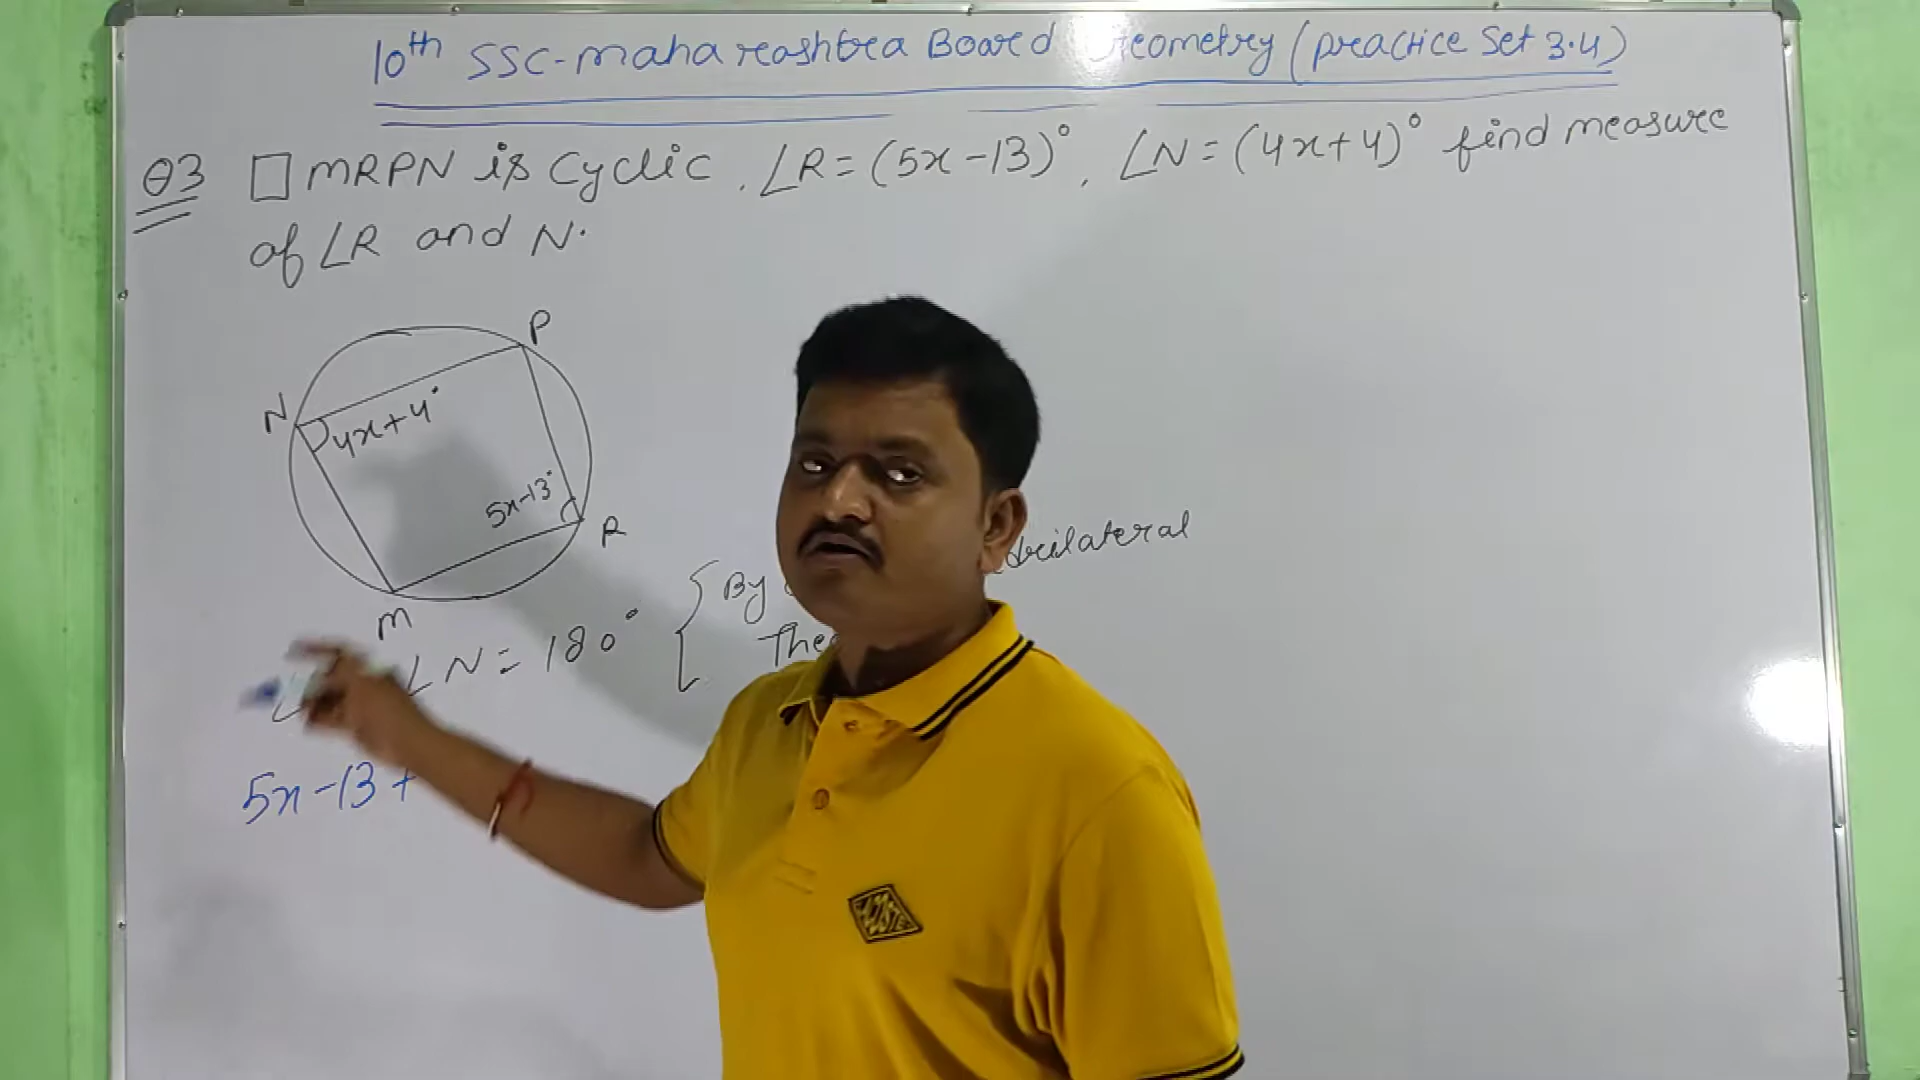 10th SSC-maharashtra Board Geometry (practice Set 3.4)
Q3 □ MRPN is Cyclic . ∠R = (5x-13)° , ∠N = (4x+4)° find measure
of ∠R and N.
P
N
4x+4°
5x-13°
R
M
∠N = 180° { By
The
5x-13+